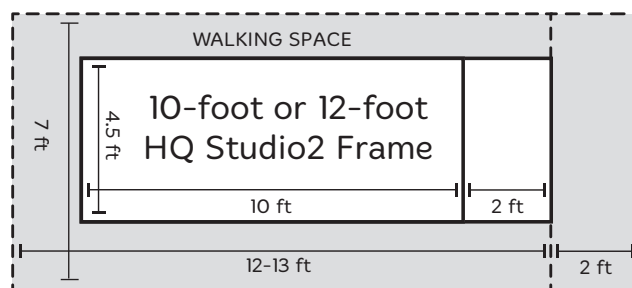 WALKING SPACE
10-foot or 12-foot
HQ Studio2 Frame
7 ft
4.5 ft
10 ft
2 ft
12-13 ft
2 ft